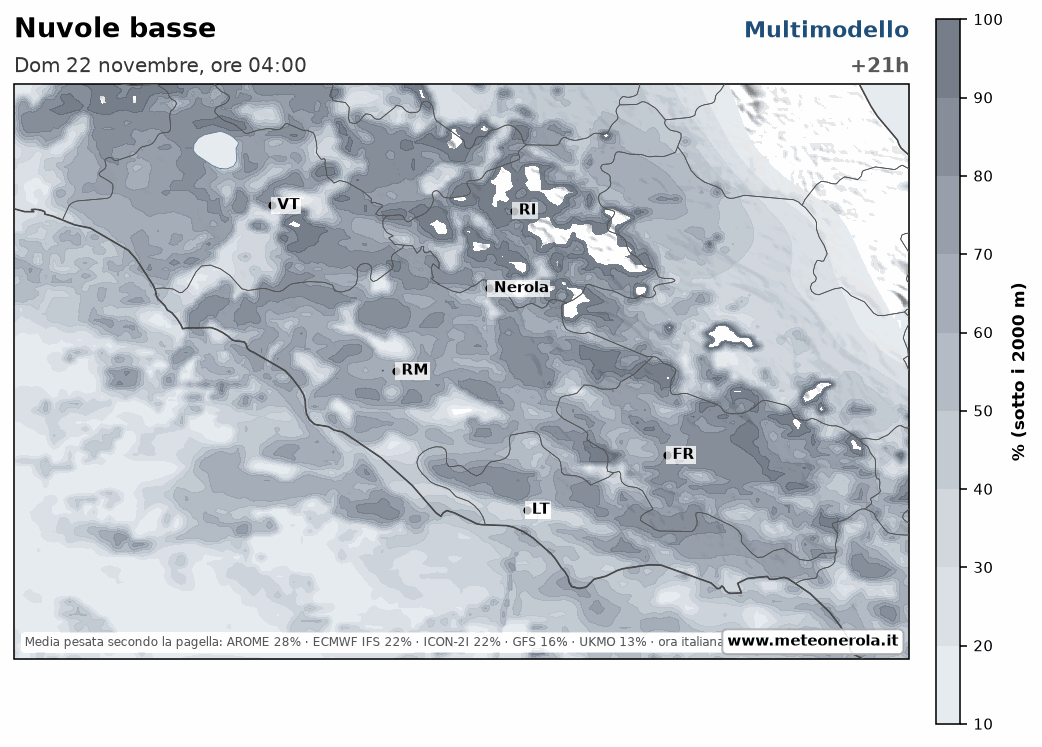 Nuvole basse
Multimodello
Dom 22 novembre, ore 04:00
+21h
VT
RI
Nerola
RM
FR
LT
Media pesata secondo la pagella: AROME 28% · ECMWF IFS 22% · ICON-2I 22% · GFS 16% · UKMO 13% · ora italiana
www.meteonerola.it
100
90
80
70
60
50
40
30
20
10
% (sotto i 2000 m)